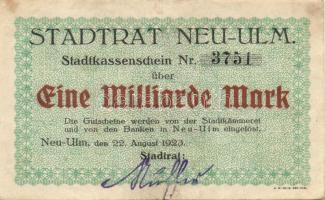 STADTRAT NEU-ULM.
Stadtkassenschein Nr. 3751
über
Eine Milliarde Mark
Die Gutscheine werden von der Stadtkämmerei
und von den Banken in Neu-Ulm eingelöst.
Neu-Ulm, den 22. August 1923.
Stadtrat: